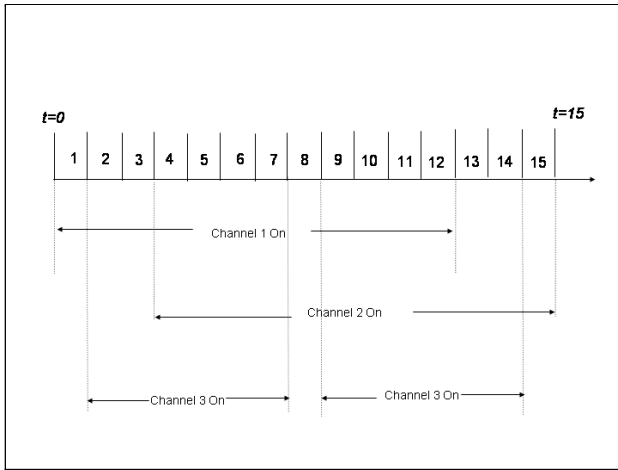 t=0 t=15
1 2 3 4 5 6 7 8 9 10 11 12 13 14 15
Channel 1 On
Channel 2 On
Channel 3 On Channel 3 On